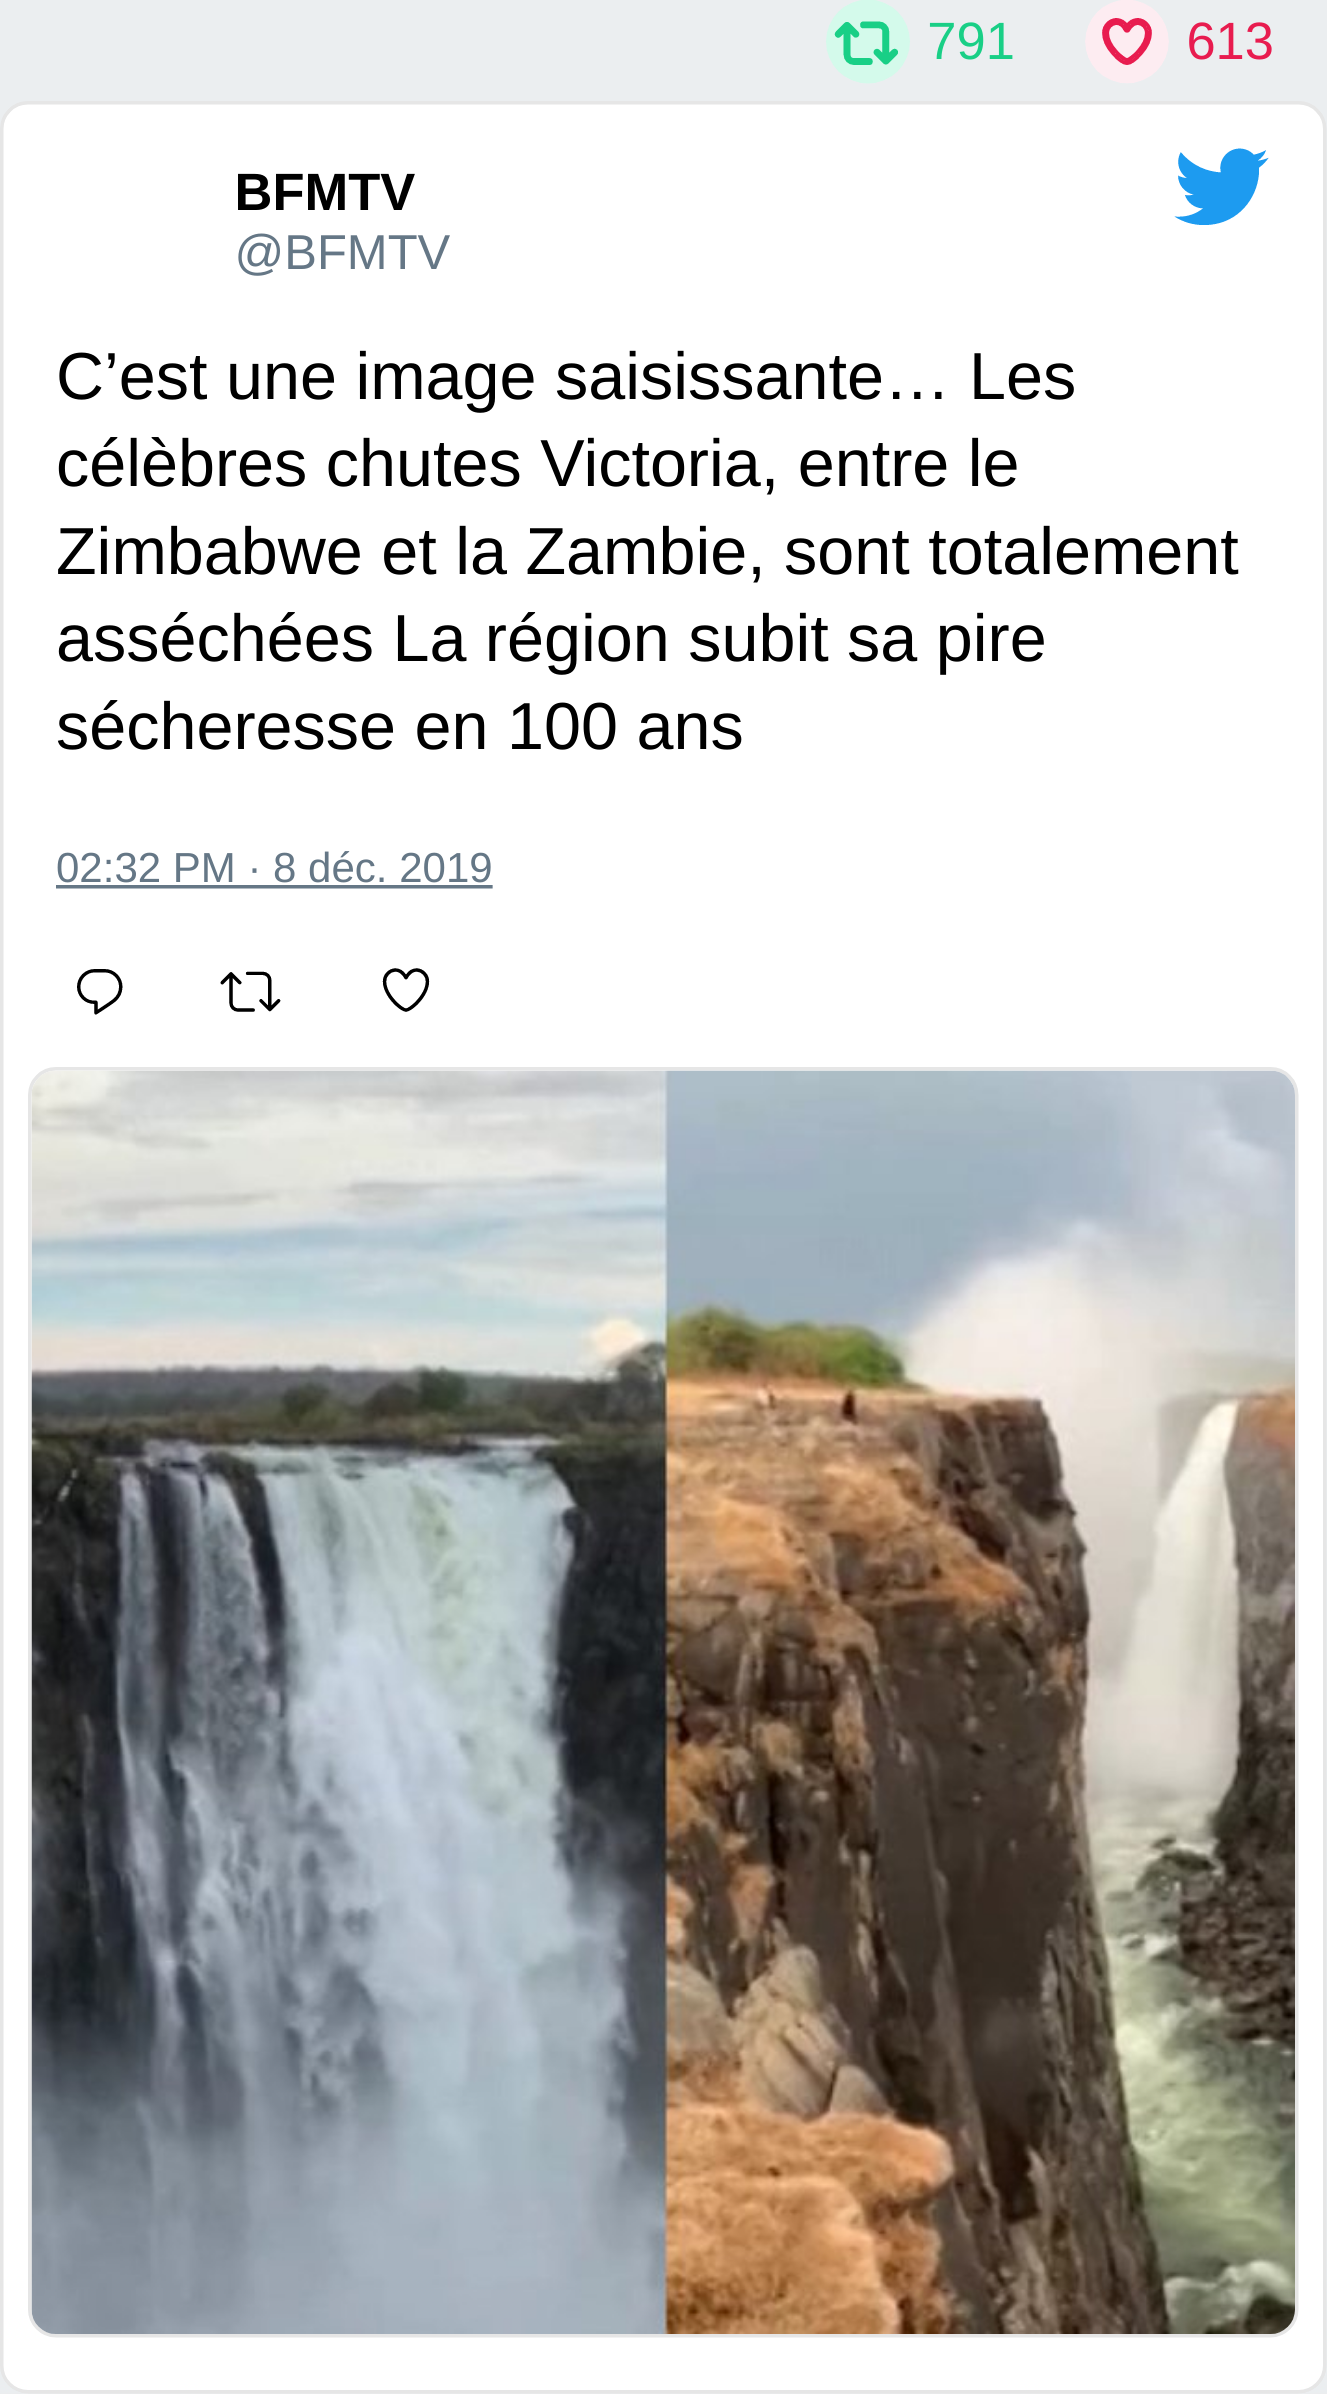 791 613
BFMTV
@BFMTV
C’est une image saisissante… Les
célèbres chutes Victoria, entre le
Zimbabwe et la Zambie, sont totalement
asséchées La région subit sa pire
sécheresse en 100 ans
02:32 PM · 8 déc. 2019